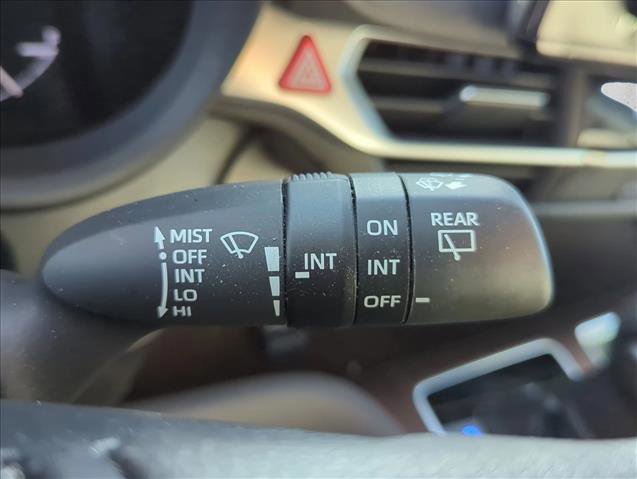 MIST
OFF
INT
LO
HI
INT
ON
INT
OFF
REAR